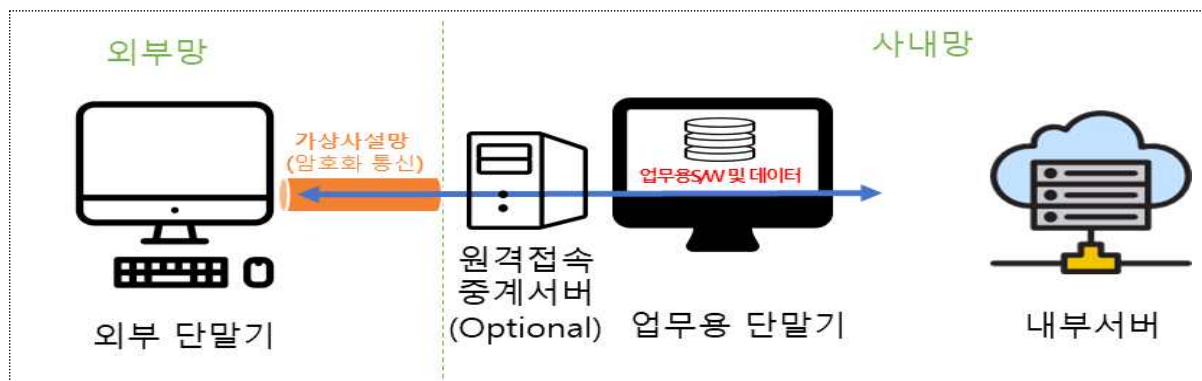 외부망
사내망
가상사설망
(암호화 통신)
업무용S/W 및 데이터
원격접속
중계서버
(Optional)
외부 단말기
업무용 단말기
내부서버